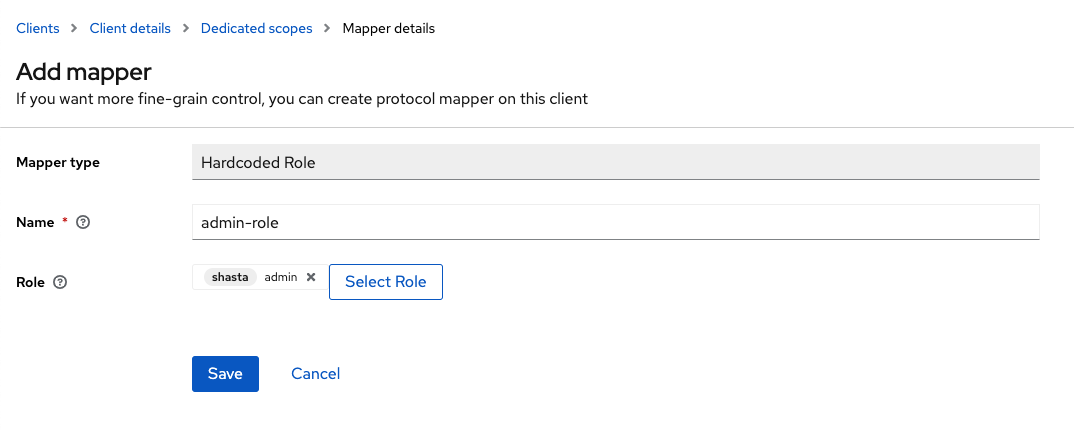 Clients > Client details > Dedicated scopes > Mapper details
Add mapper
If you want more fine-grain control, you can create protocol mapper on this client
Mapper type Hardcoded Role
Name * admin-role
Role shasta admin Select Role
Save Cancel